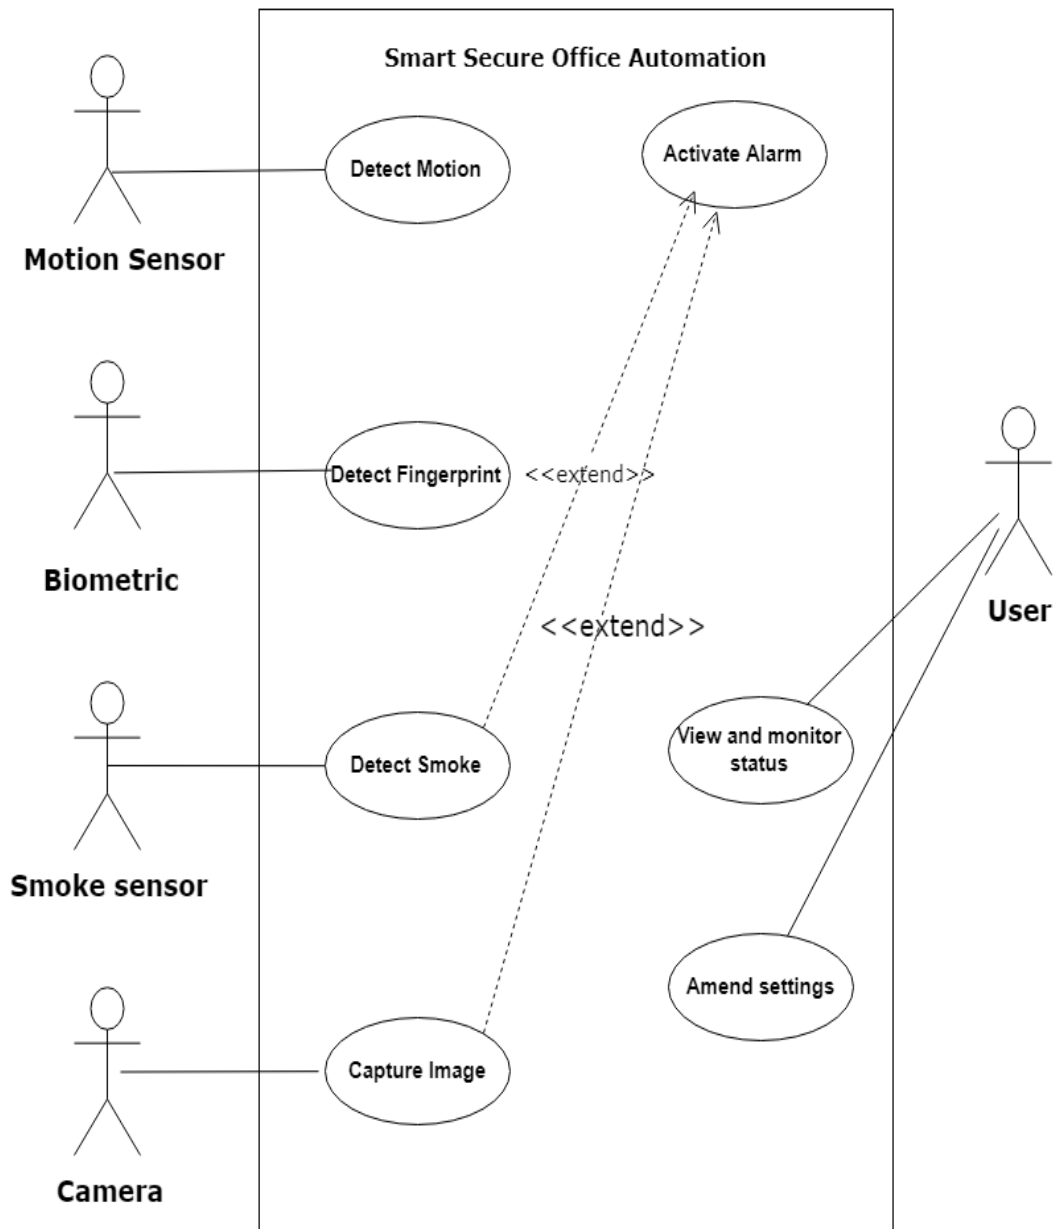 Smart Secure Office Automation
Detect Motion
Activate Alarm
Motion Sensor
Detect Fingerprint
<<extend>>
Biometric
User
<<extend>>
View and monitor
status
Detect Smoke
Smoke sensor
Amend settings
Capture Image
Camera